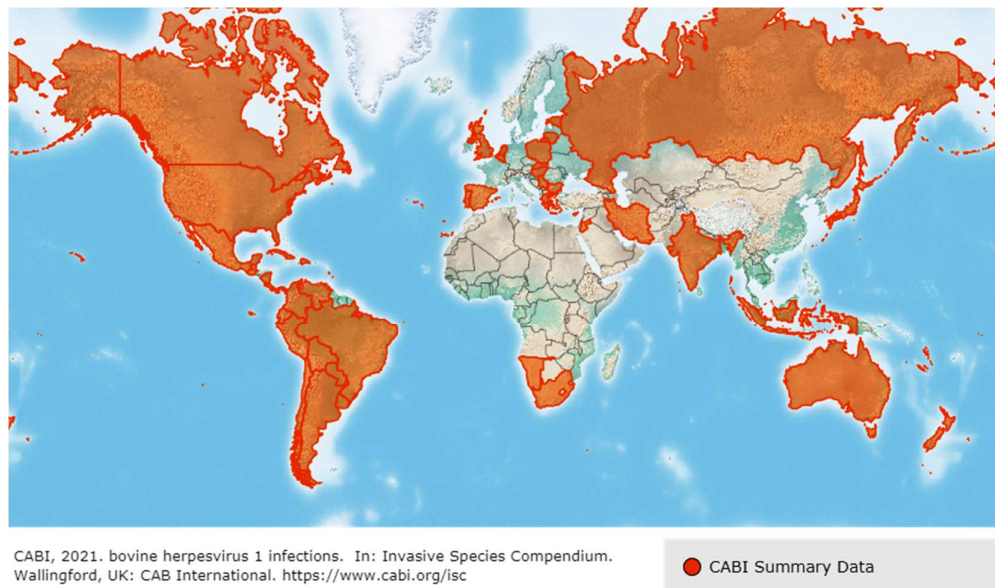 CABI, 2021. bovine herpesvirus 1 infections. In: Invasive Species Compendium.
Wallingford, UK: CAB International. https://www.cabi.org/isc
CABI Summary Data